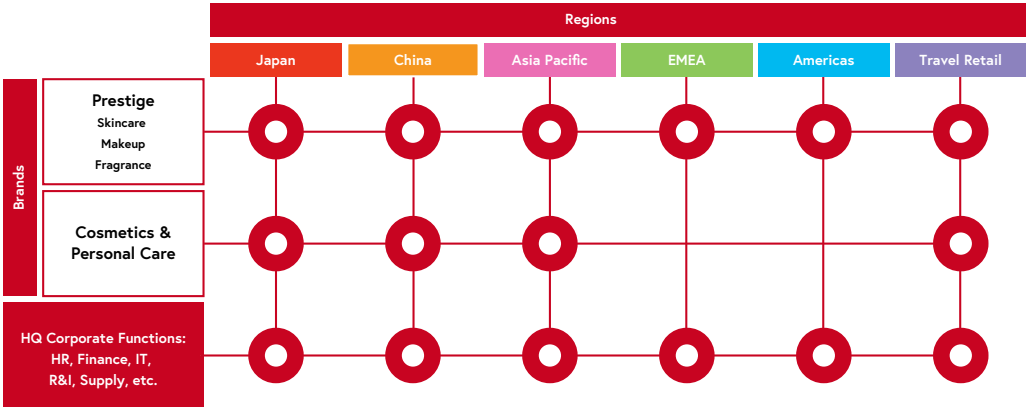 Regions
Japan
China
Asia Pacific
EMEA
Americas
Travel Retail
Brands
Prestige
Skincare
Makeup
Fragrance
Cosmetics &
Personal Care
HQ Corporate Functions:
HR, Finance, IT,
R&I, Supply, etc.